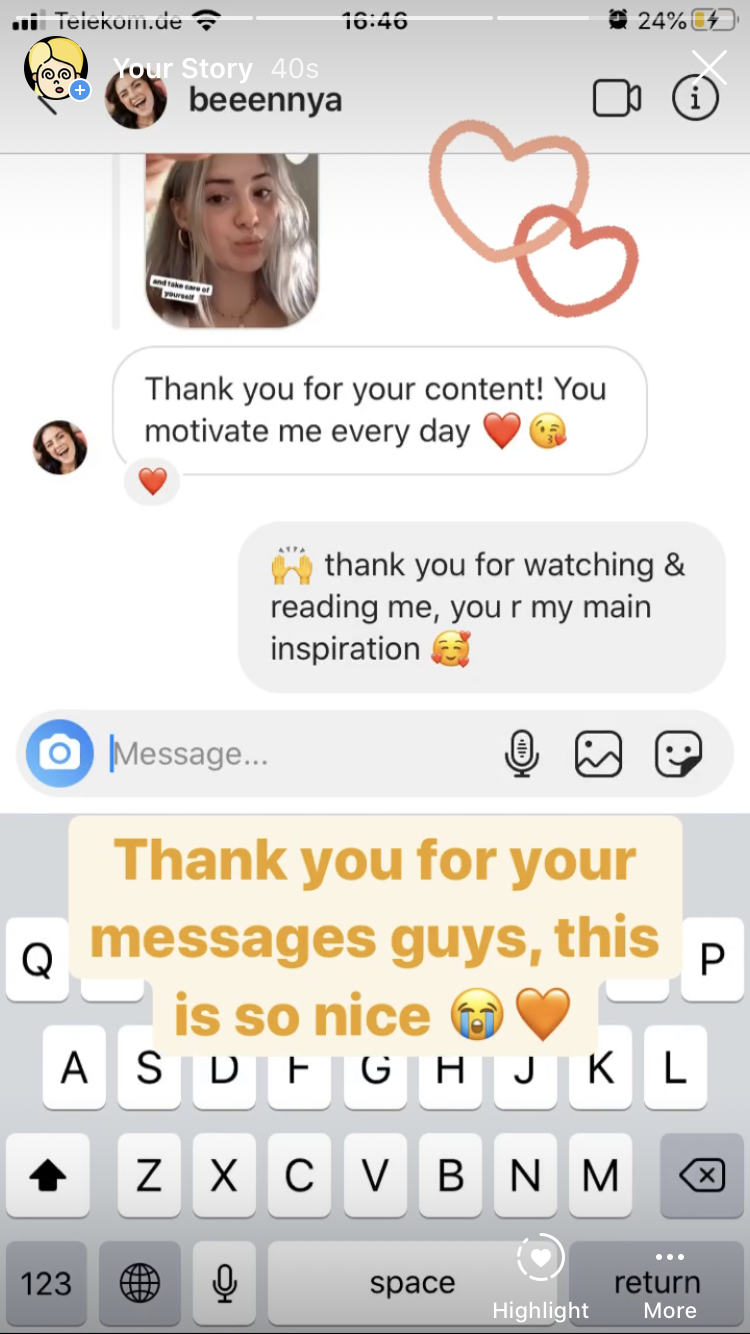 Telekom.de 16:46 24%
Your Story 40s
beeennya
and take care of
yourself
Thank you for your content! You
motivate me every day ❤️😘
❤️
🙌 thank you for watching &
reading me, you r my main
inspiration 🥰
Message...
Thank you for your
messages guys, this
is so nice 😭🧡
Q P
A S D F G H J K L
Z X C V B N M
123 space return
Highlight More